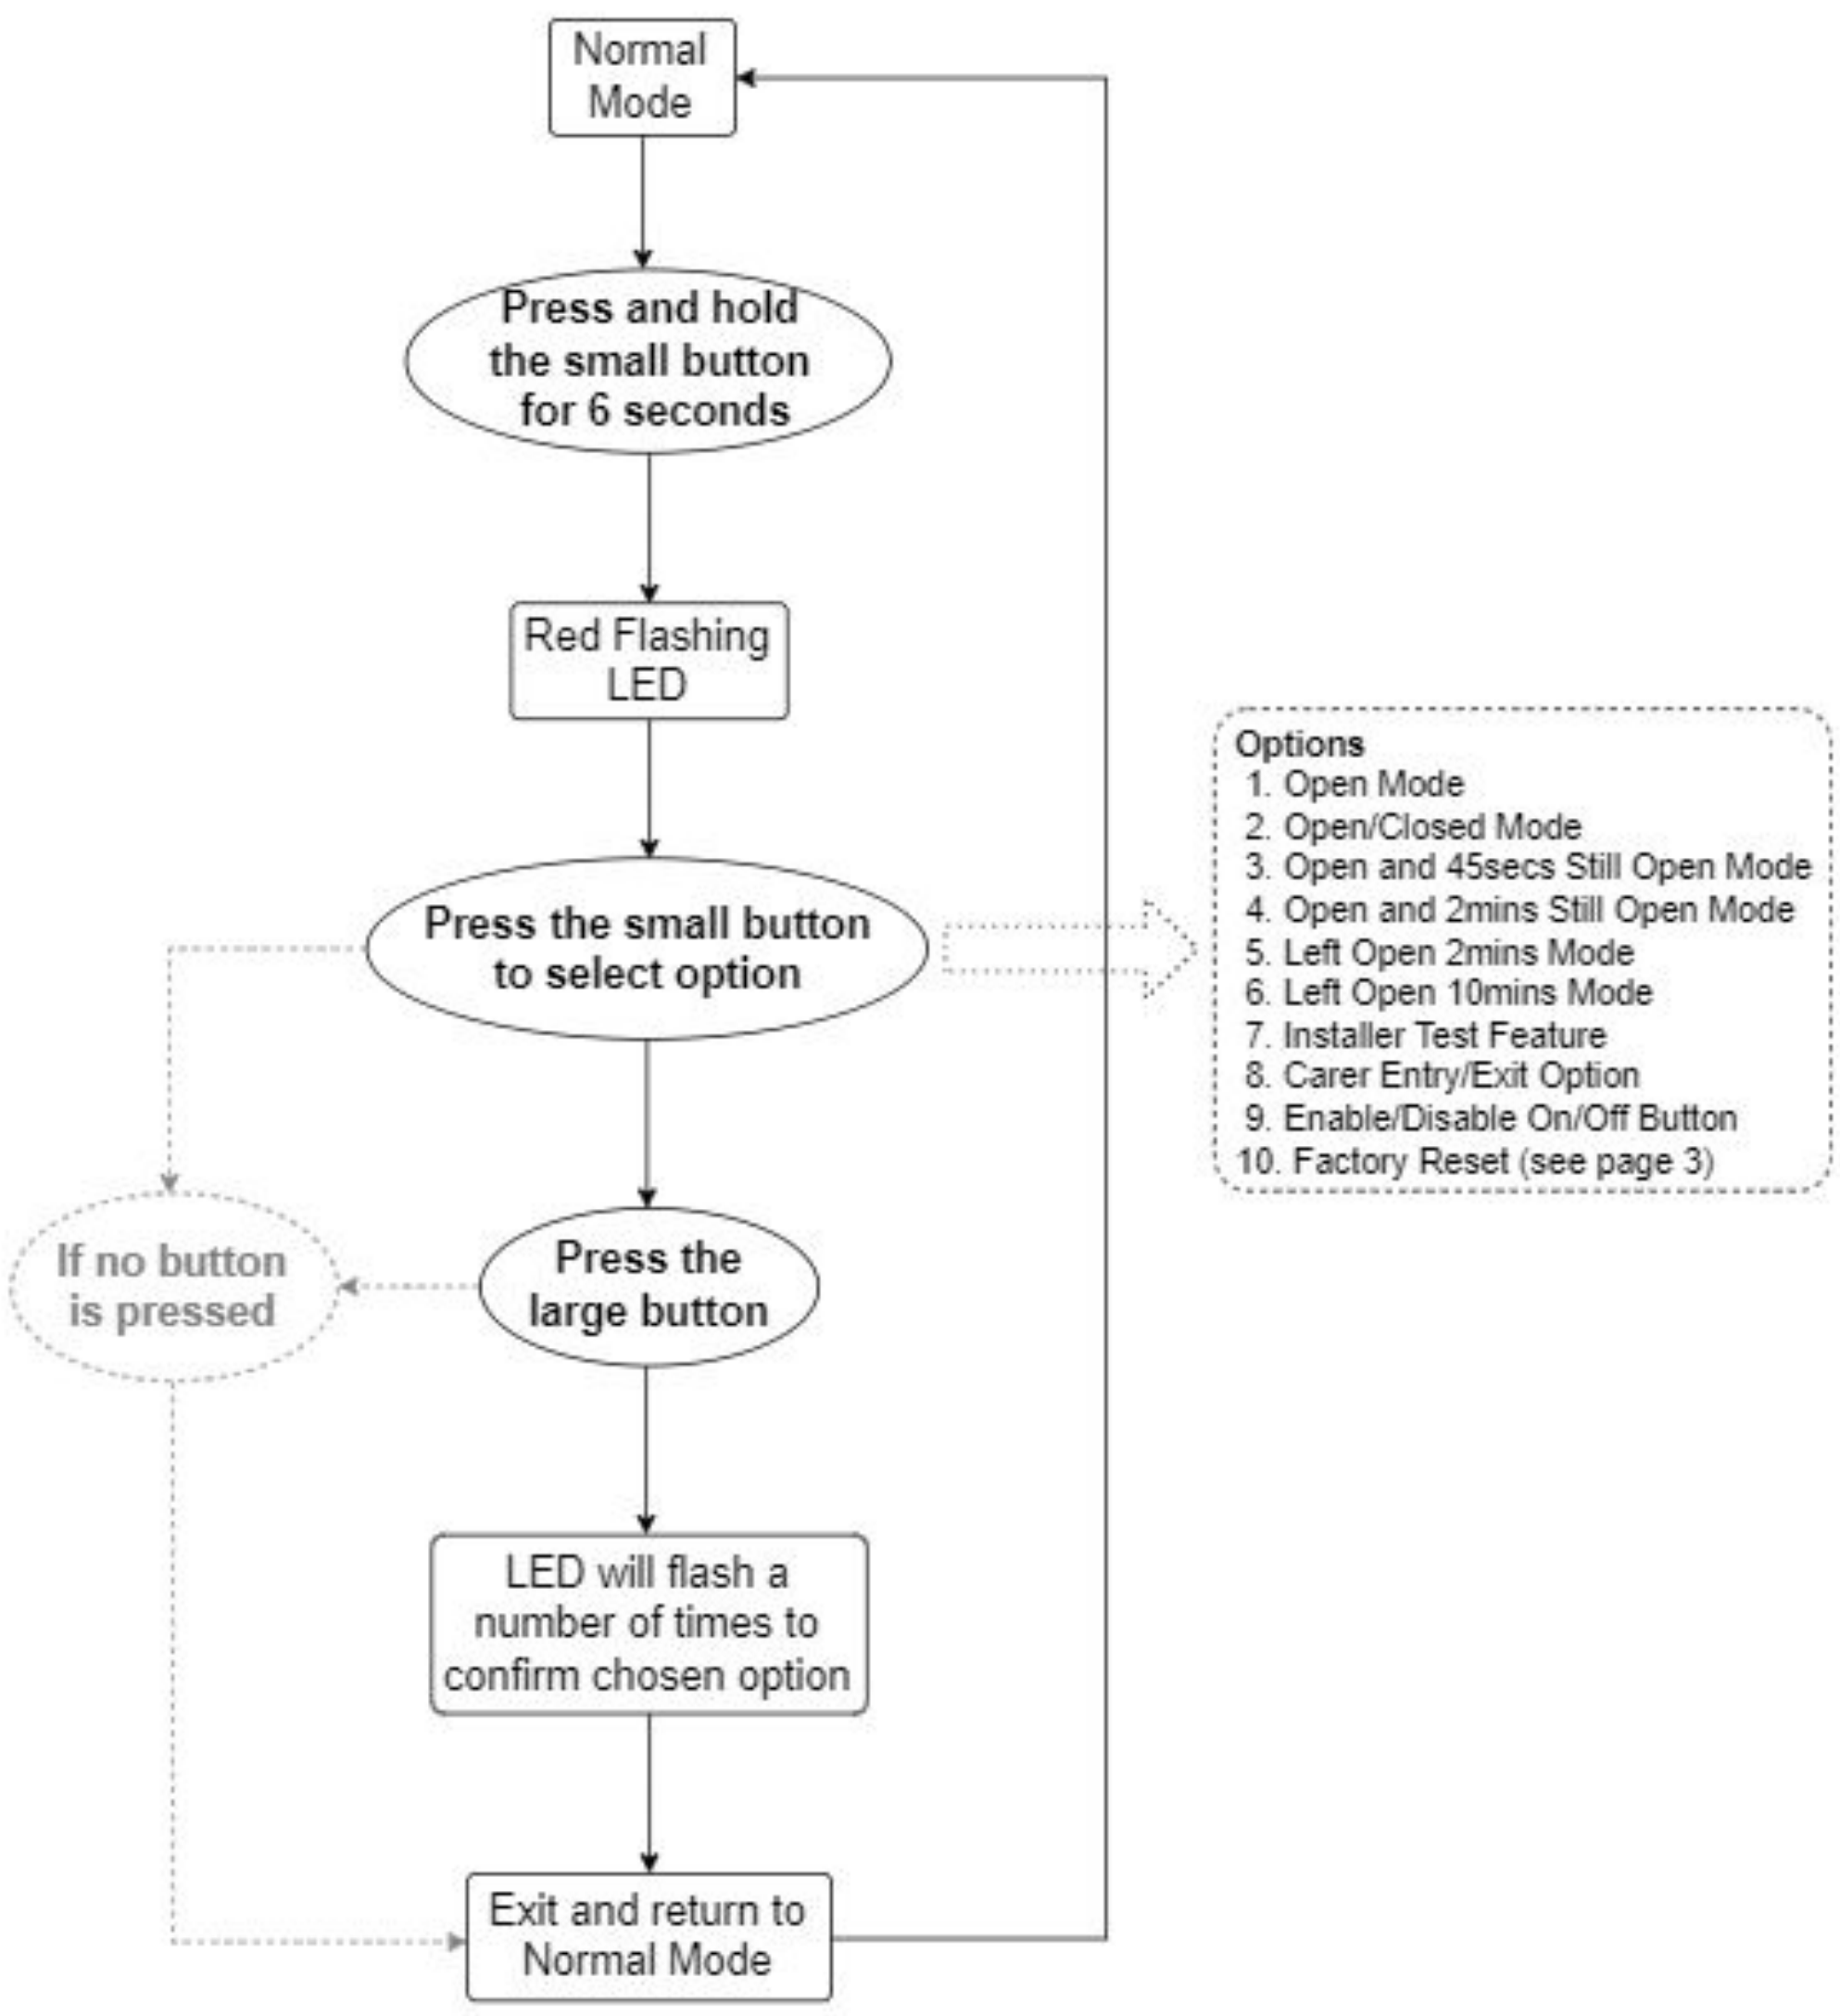 Normal
Mode
Press and hold
the small button
for 6 seconds
Red Flashing
LED
Press the small button
to select option
Options
1. Open Mode
2. Open/Closed Mode
3. Open and 45secs Still Open Mode
4. Open and 2mins Still Open Mode
5. Left Open 2mins Mode
6. Left Open 10mins Mode
7. Installer Test Feature
8. Carer Entry/Exit Option
9. Enable/Disable On/Off Button
10. Factory Reset (see page 3)
If no button
is pressed
Press the
large button
LED will flash a
number of times to
confirm chosen option
Exit and return to
Normal Mode